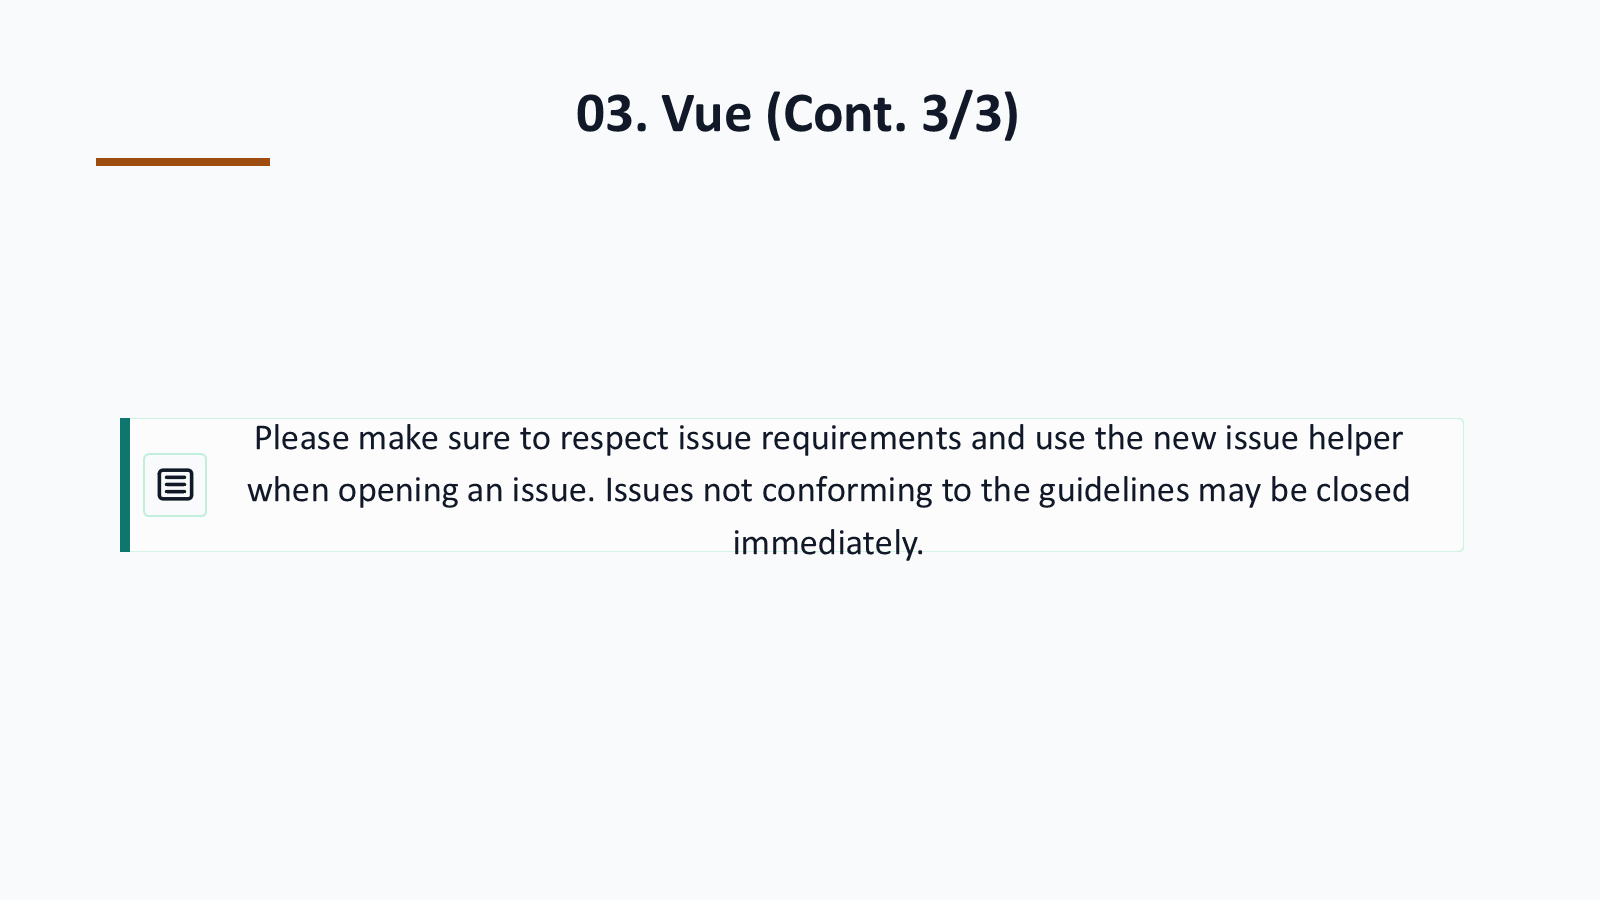 03. Vue (Cont. 3/3)
Please make sure to respect issue requirements and use the new issue helper
when opening an issue. Issues not conforming to the guidelines may be closed
immediately.